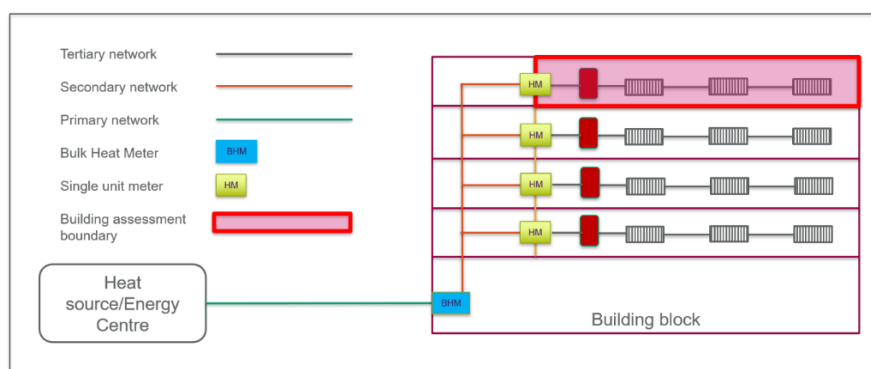 Tertiary network
Secondary network
Primary network
Bulk Heat Meter
BHM
Single unit meter
HM
Building assessment
boundary
Heat
source/Energy
Centre
HM
HM
HM
HM
BHM
Building block